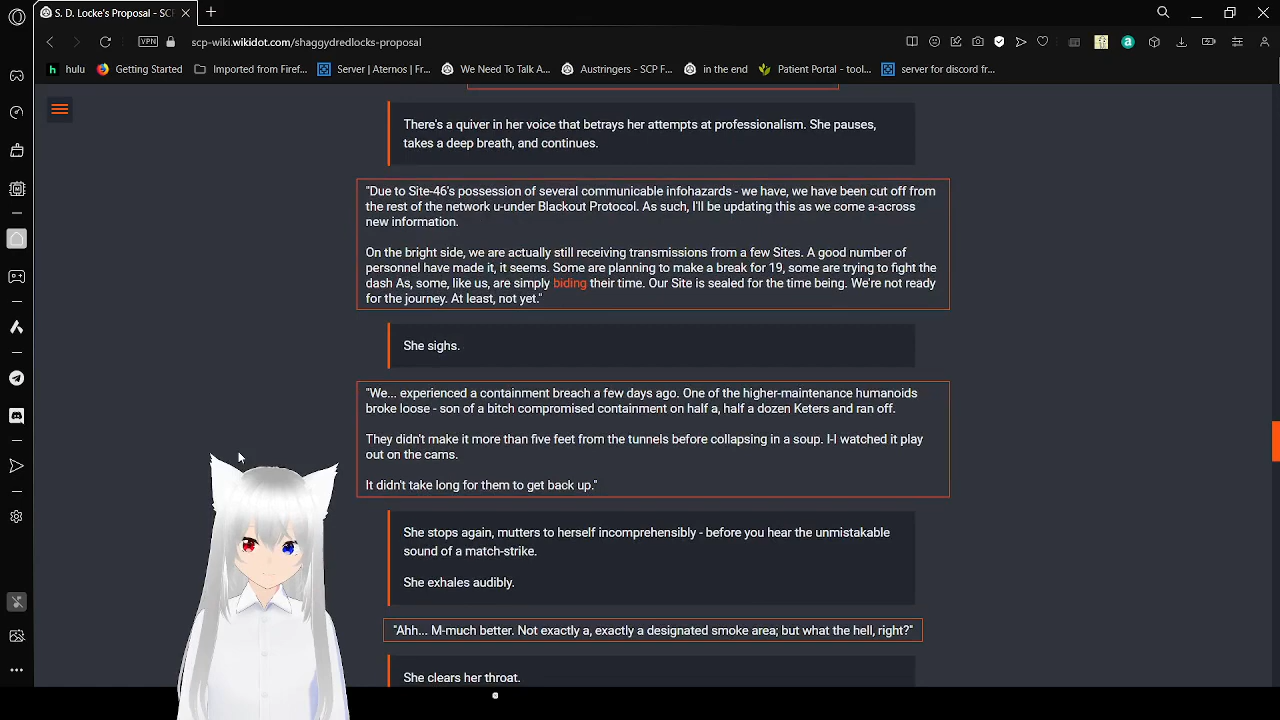 S. D. Locke's Proposal - SCP
VPN
scp-wiki.wikidot.com/shaggydredlocks-proposal
hulu
Getting Started
Imported from Firef...
Server | Aternos | Fr...
We Need To Talk A...
Austringers - SCP F...
in the end
Patient Portal - tool...
server for discord fr...
There's a quiver in her voice that betrays her attempts at professionalism. She pauses,
takes a deep breath, and continues.
"Due to Site-46's possession of several communicable infohazards - we have, we have been cut off from
the rest of the network u-under Blackout Protocol. As such, I'll be updating this as we come a-across
new information.
On the bright side, we are actually still receiving transmissions from a few Sites. A good number of
personnel have made it, it seems. Some are planning to make a break for 19, some are trying to fight the
dash As, some, like us, are simply biding their time. Our Site is sealed for the time being. We're not ready
for the journey. At least, not yet."
She sighs.
"We... experienced a containment breach a few days ago. One of the higher-maintenance humanoids
broke loose - son of a bitch compromised containment on half a, half a dozen Keters and ran off.
They didn't make it more than five feet from the tunnels before collapsing in a soup. I-I watched it play
out on the cams.
It didn't take long for them to get back up."
She stops again, mutters to herself incomprehensibly - before you hear the unmistakable
sound of a match-strike.
She exhales audibly.
"Ahh... M-much better. Not exactly a, exactly a designated smoke area; but what the hell, right?"
She clears her throat.